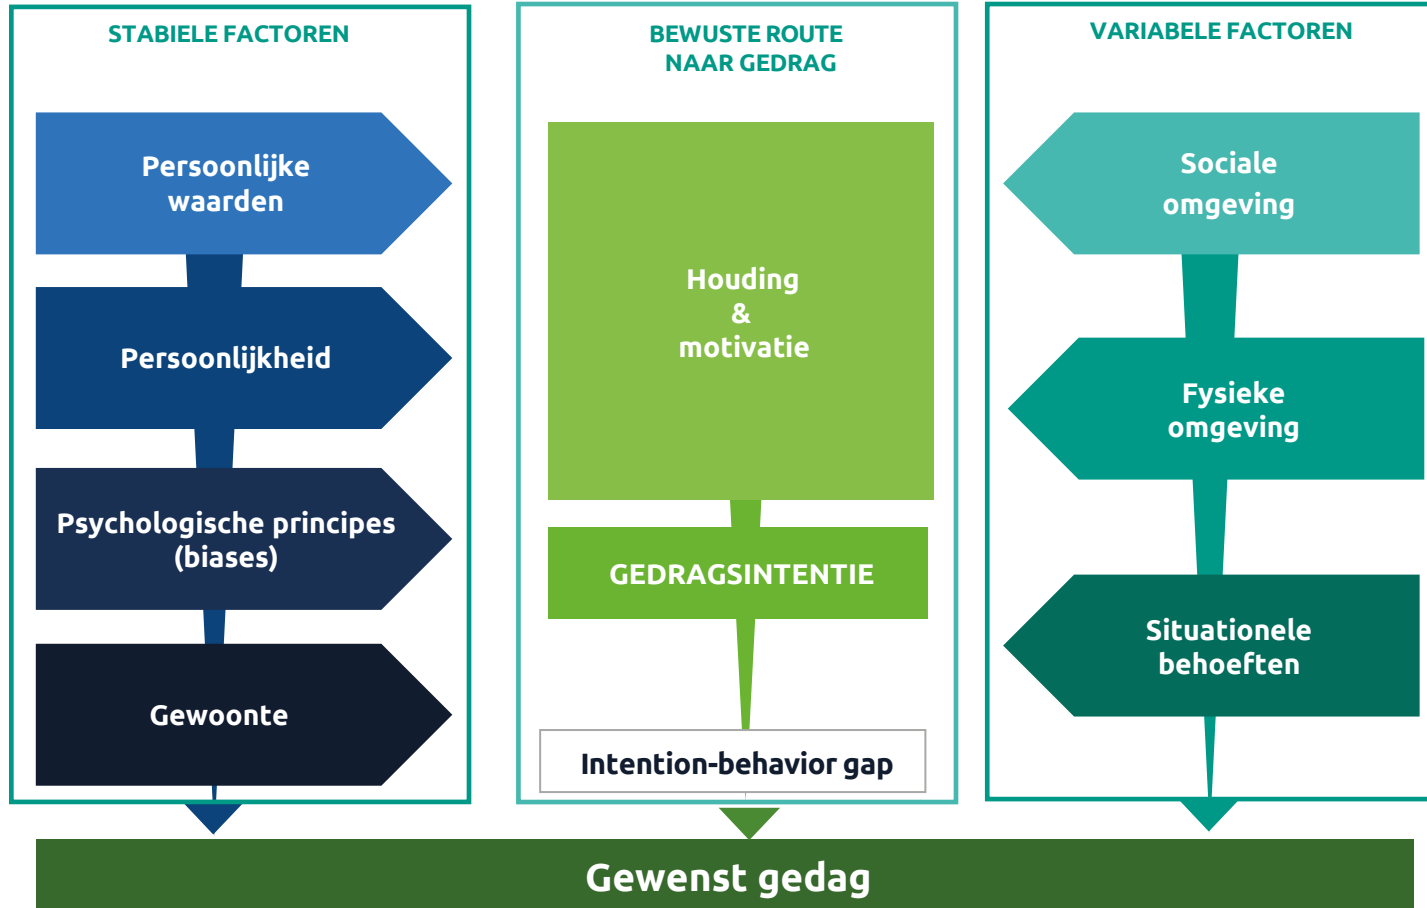 STABIELE FACTOREN
Persoonlijke
waarden
Persoonlijkheid
Psychologische principes
(biases)
Gewoonte
BEWUSTE ROUTE
NAAR GEDRAG
Houding
&
motivatie
GEDRAGSINTENTIE
Intention-behavior gap
VARIABELE FACTOREN
Sociale
omgeving
Fysieke
omgeving
Situationele
behoeften
Gewenst gedag